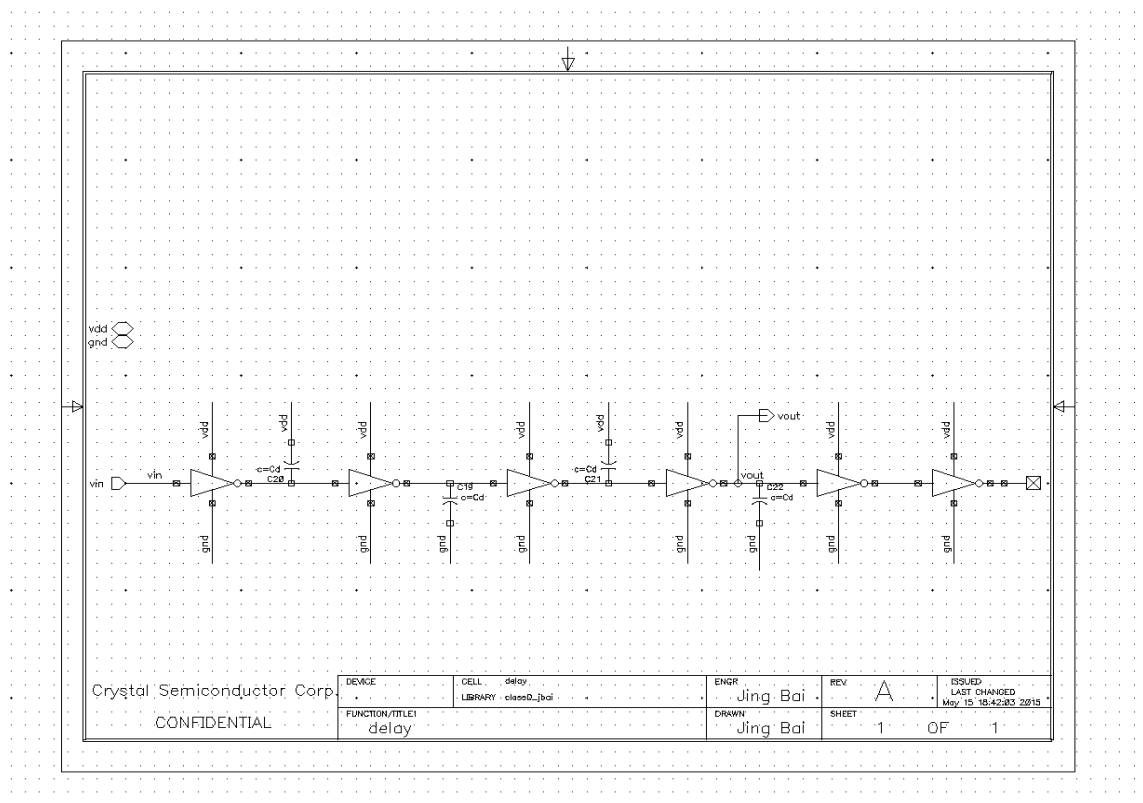 vdd
gnd
vin
vin
vdd
gnd
vdd
c=Cd
C20
vdd
gnd
C19
c=Cd
gnd
vdd
gnd
vdd
c=Cd
C21
vdd
gnd
vout
vout
C22
c=Cd
gnd
vdd
gnd
vdd
gnd
Crystal Semiconductor Corp.
CONFIDENTIAL
DEVICE
CELL delay
LIBRARY classD_jbai
FUNCTION/TITLE1
delay
ENGR
Jing Bai
DRAWN
Jing Bai
REV
A
ISSUED
LAST CHANGED
May 15 18:42:03 2015
SHEET
1 OF 1